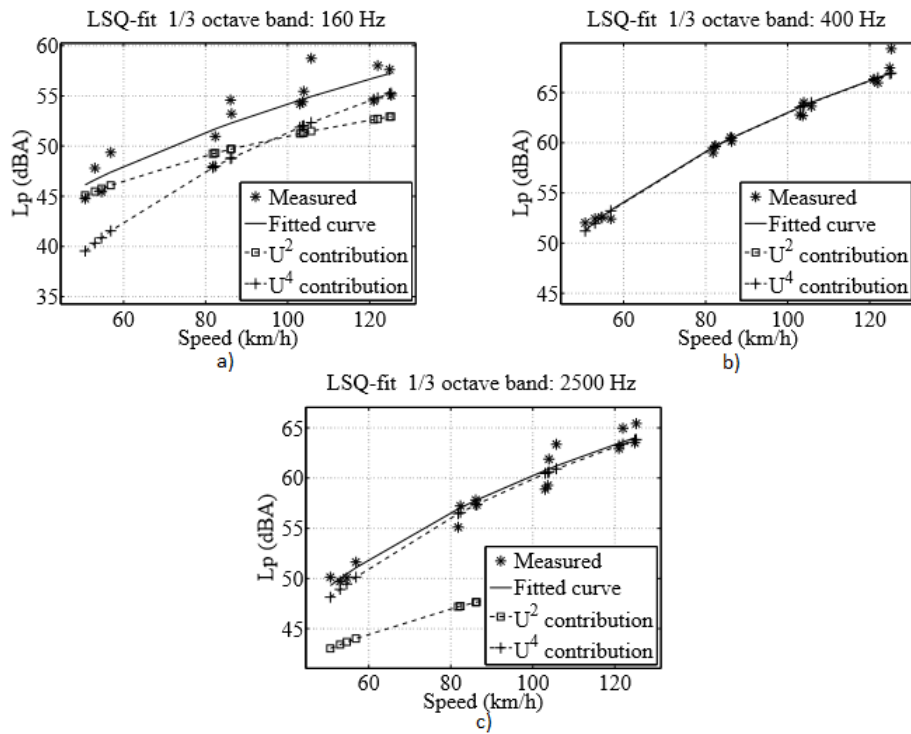 LSQ-fit 1/3 octave band: 160 Hz
60
55
50
45
40
35
Lp (dBA)
Measured
Fitted curve
U² contribution
U⁴ contribution
60 80 100 120
Speed (km/h)
a)
LSQ-fit 1/3 octave band: 400 Hz
65
60
55
50
45
Lp (dBA)
Measured
Fitted curve
U² contribution
U⁴ contribution
60 80 100 120
Speed (km/h)
b)
LSQ-fit 1/3 octave band: 2500 Hz
65
60
55
50
45
Lp (dBA)
Measured
Fitted curve
U² contribution
U⁴ contribution
60 80 100 120
Speed (km/h)
c)